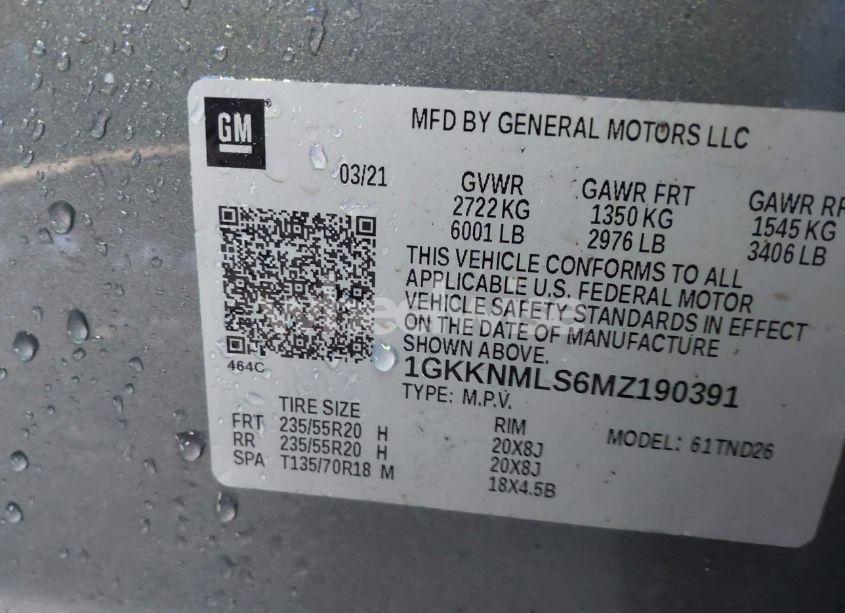 GM
MFD BY GENERAL MOTORS LLC
03/21
GVWR GAWR FRT GAWR RR
2722 KG 1350 KG 1545 KG
6001 LB 2976 LB 3406 LB
THIS VEHICLE CONFORMS TO ALL
APPLICABLE U.S. FEDERAL MOTOR
VEHICLE SAFETY STANDARDS IN EFFECT
ON THE DATE OF MANUFACTURE
SHOWN ABOVE.
464C
1GKKNMLS6MZ190391
TYPE: M.P.V.
MODEL: 61TND26
TIRE SIZE RIM
FRT 235/55R20 H 20X8J
RR 235/55R20 H 20X8J
SPA T135/70R18 M 18X4.5B